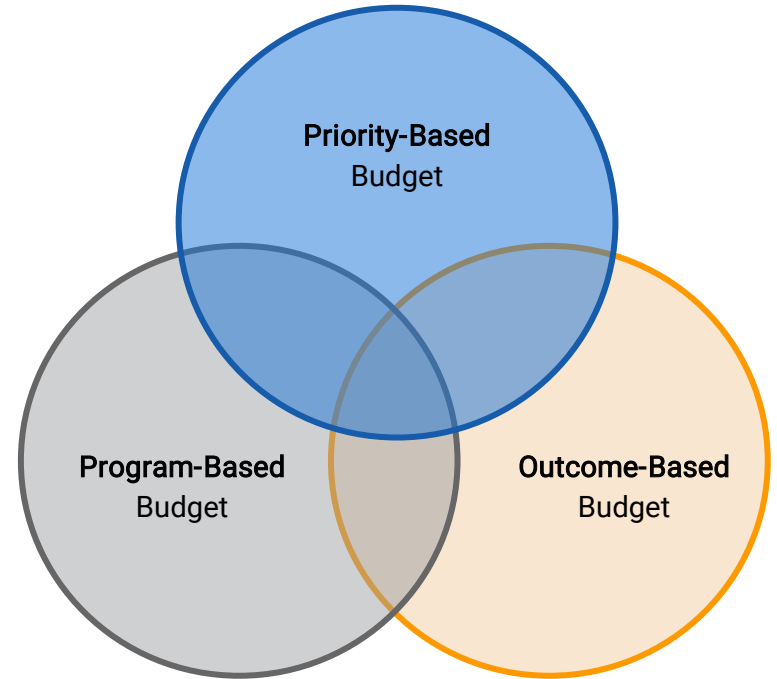 Priority-Based
Budget
Program-Based
Budget
Outcome-Based
Budget